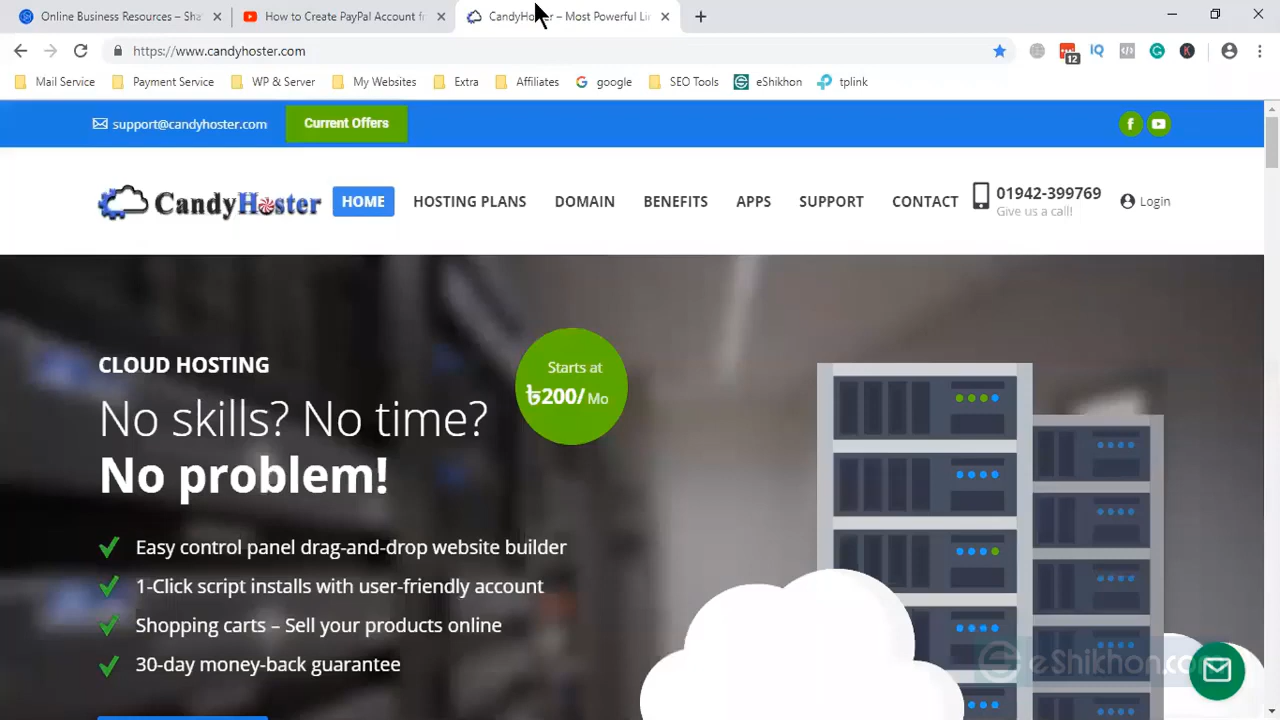 Online Business Resources – Sha
How to Create PayPal Account fr
CandyHoster – Most Powerful Li
https://www.candyhoster.com
12
Mail Service
Payment Service
WP & Server
My Websites
Extra
Affiliates
google
SEO Tools
eShikhon
tplink
support@candyhoster.com
Current Offers
CandyHoster
HOME
HOSTING PLANS
DOMAIN
BENEFITS
APPS
SUPPORT
CONTACT
01942-399769
Give us a call!
Login
CLOUD HOSTING
No skills? No time?
No problem!
Starts at
৳200/ Mo
Easy control panel drag-and-drop website builder
1-Click script installs with user-friendly account
Shopping carts – Sell your products online
30-day money-back guarantee
eShikhon.com